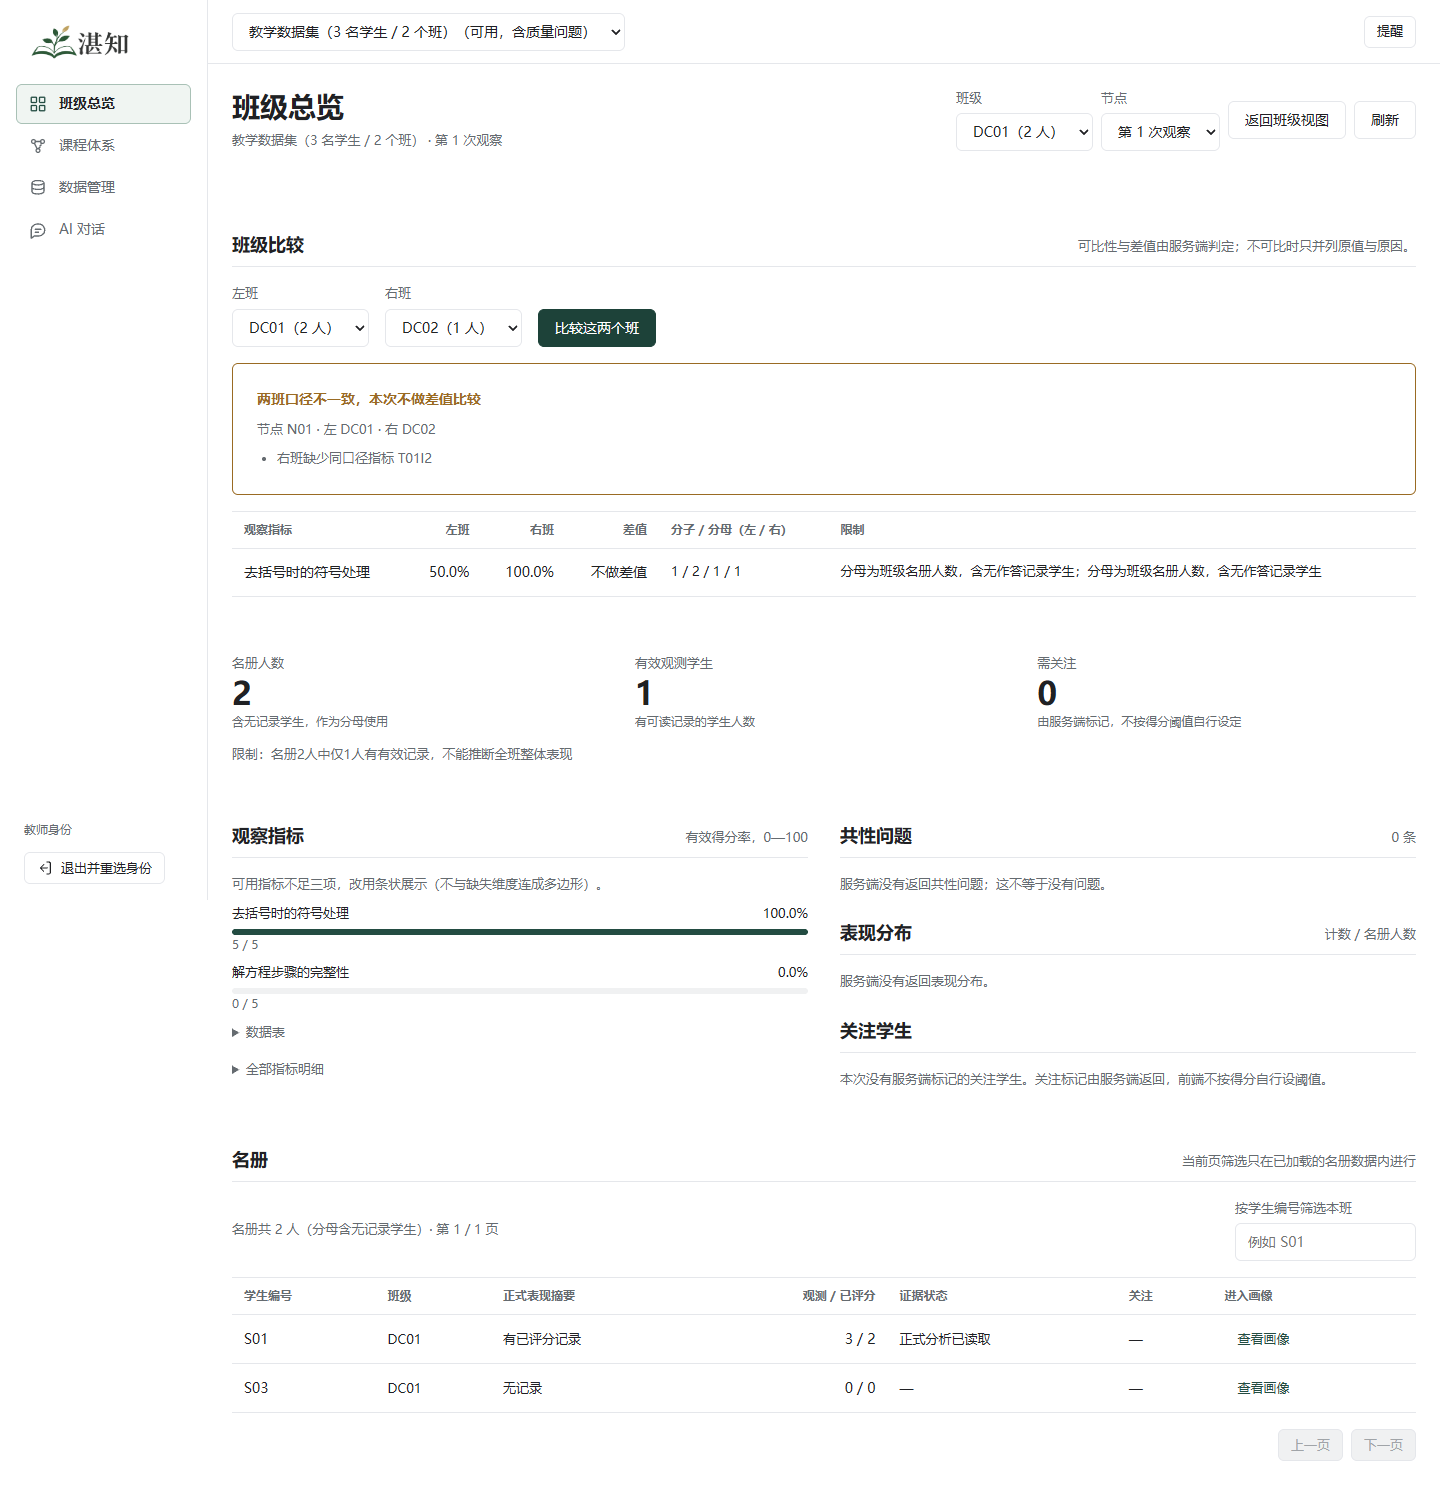 湛知
教学数据集（3 名学生 / 2 个班）（可用，含质量问题）
提醒
班级总览
课程体系
数据管理
AI 对话
教师身份
退出并重选身份
班级总览
教学数据集（3 名学生 / 2 个班）· 第 1 次观察
班级
节点
DC01（2 人）
第 1 次观察
返回班级视图
刷新
班级比较
可比性与差值由服务端判定；不可比时只并列原值与原因。
左班
右班
DC01（2 人）
DC02（1 人）
比较这两个班
两班口径不一致，本次不做差值比较
节点 N01 · 左 DC01 · 右 DC02
• 右班缺少同口径指标 T01I2
观察指标 左班 右班 差值 分子 / 分母（左 / 右） 限制
去括号时的符号处理 50.0% 100.0% 不做差值 1 / 2 / 1 / 1 分母为班级名册人数，含无作答记录学生；分母为班级名册人数，含无作答记录学生
名册人数
2
含无记录学生，作为分母使用
有效观测学生
1
有可读记录的学生人数
需关注
0
由服务端标记，不按得分阈值自行设定
限制：名册2人中仅1人有有效记录，不能推断全班整体表现
观察指标
有效得分率，0—100
可用指标不足三项，改用条状展示（不与缺失维度连成多边形）。
去括号时的符号处理 100.0%
5 / 5
解方程步骤的完整性 0.0%
0 / 5
▶ 数据表
▶ 全部指标明细
共性问题
0 条
服务端没有返回共性问题；这不等于没有问题。
表现分布
计数 / 名册人数
服务端没有返回表现分布。
关注学生
本次没有服务端标记的关注学生。关注标记由服务端返回，前端不按得分自行设阈值。
名册
当前页筛选只在已加载的名册数据内进行
名册共 2 人（分母含无记录学生）· 第 1 / 1 页
按学生编号筛选本班
例如 S01
学生编号 班级 正式表现摘要 观测 / 已评分 证据状态 关注 进入画像
S01 DC01 有已评分记录 3 / 2 正式分析已读取 — 查看画像
S03 DC01 无记录 0 / 0 — — 查看画像
上一页
下一页